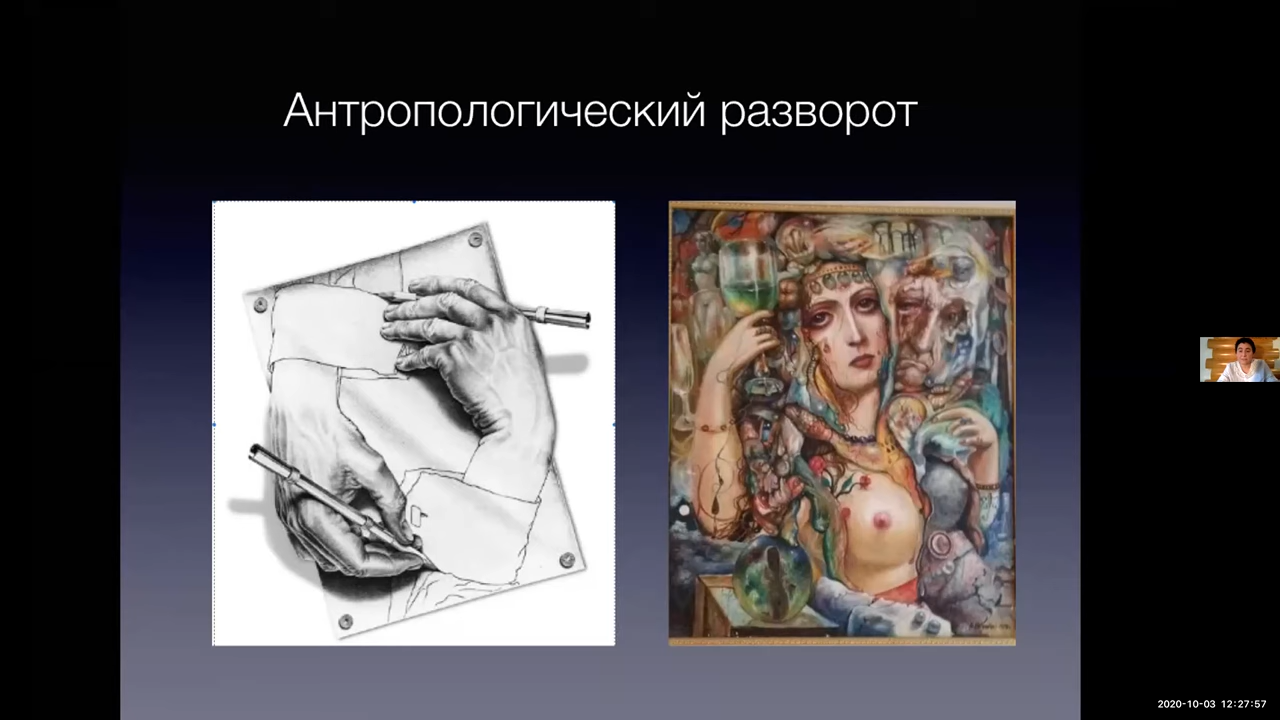 Антропологический разворот
2020-10-03 12:27:57